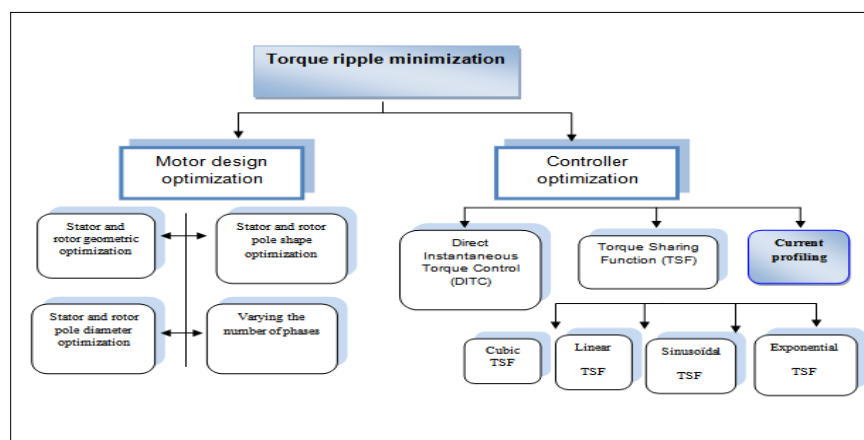 Torque ripple minimization
Motor design
optimization
Controller
optimization
Stator and
rotor geometric
optimization
Stator and rotor
pole shape
optimization
Stator and rotor
pole diameter
optimization
Varying the
number of phases
Direct
Instantaneous
Torque Control
(DITC)
Torque Sharing
Function (TSF)
Current
profiling
Cubic
TSF
Linear
TSF
Sinusoïdal
TSF
Exponential
TSF